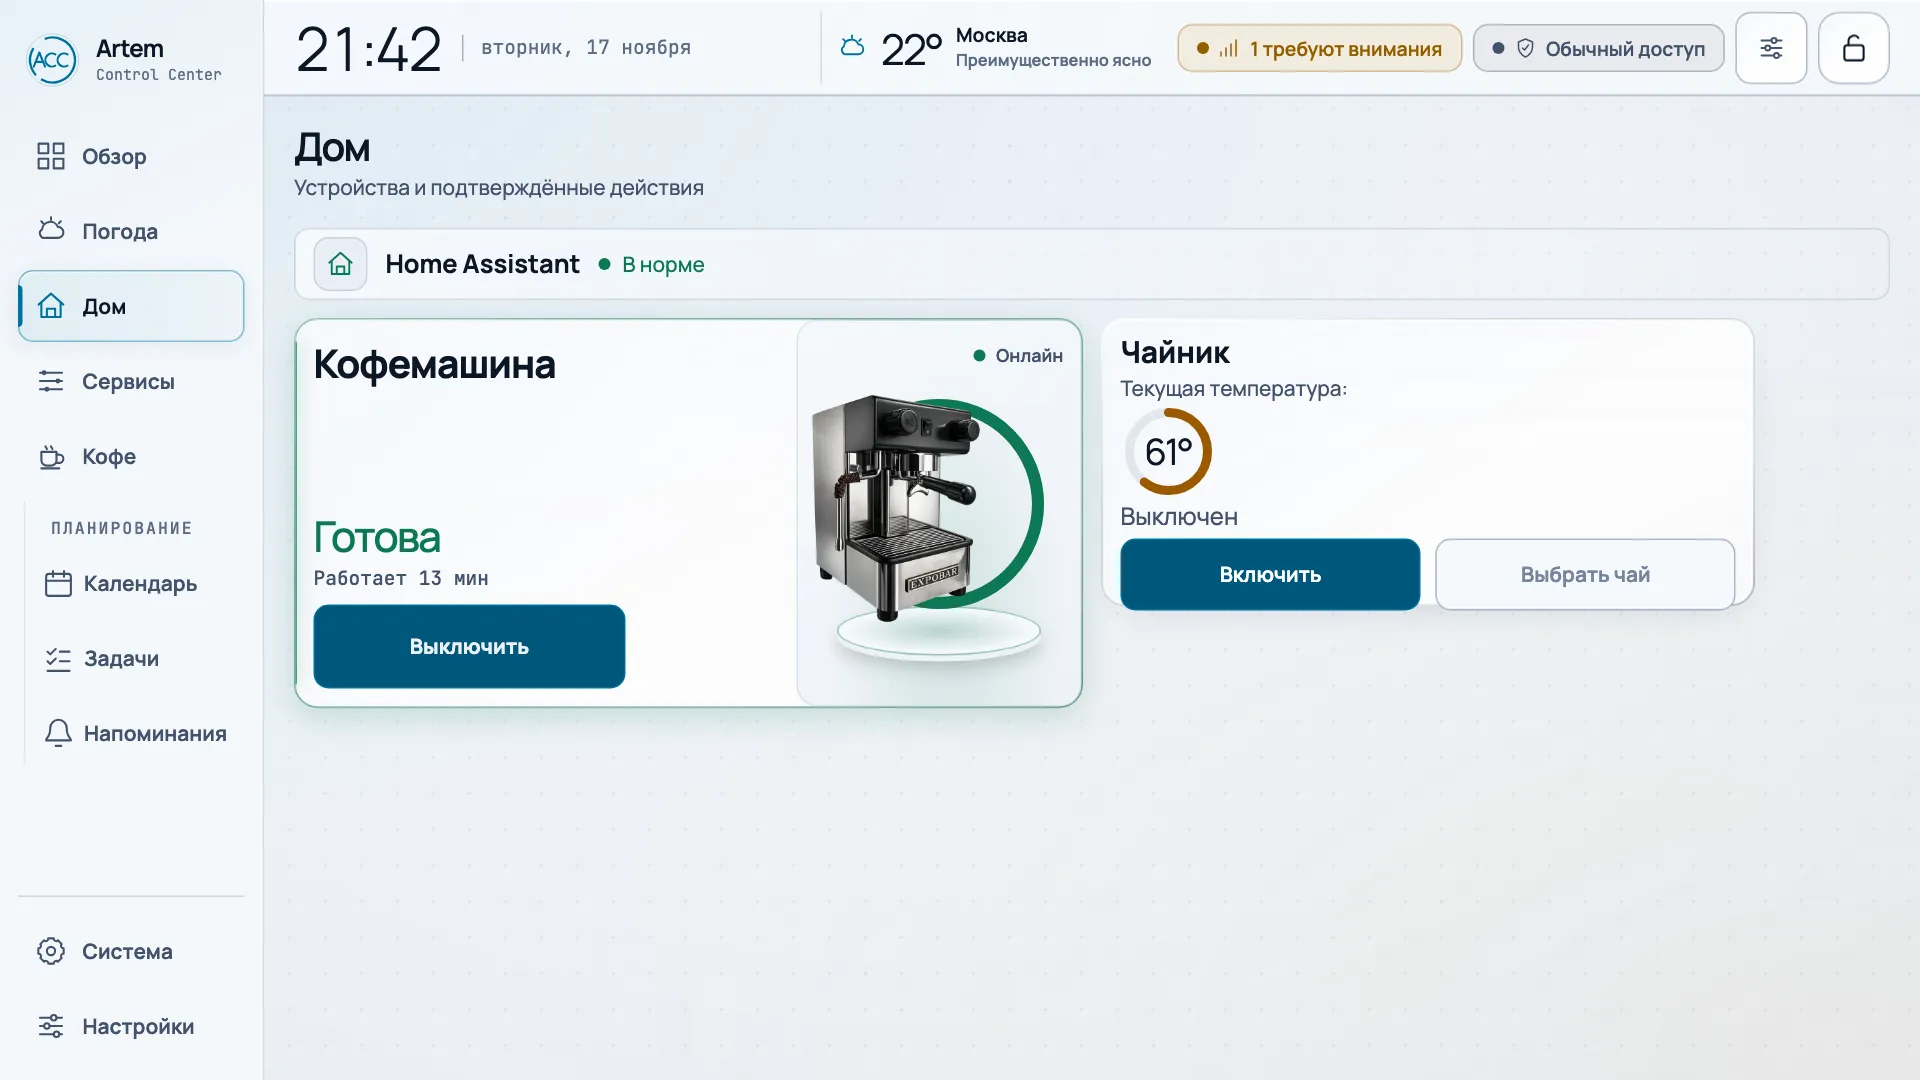 ACC
Artem
Control Center
Обзор
Погода
Дом
Сервисы
Кофе
ПЛАНИРОВАНИЕ
Календарь
Задачи
Напоминания
Система
Настройки
21:42
вторник, 17 ноября
22°
Москва
Преимущественно ясно
1 требуют внимания
Обычный доступ
Дом
Устройства и подтверждённые действия
Home Assistant
В норме
Кофемашина
Онлайн
EXPOBAR
Готова
Работает 13 мин
Выключить
Чайник
Текущая температура:
61°
Выключен
Включить
Выбрать чай